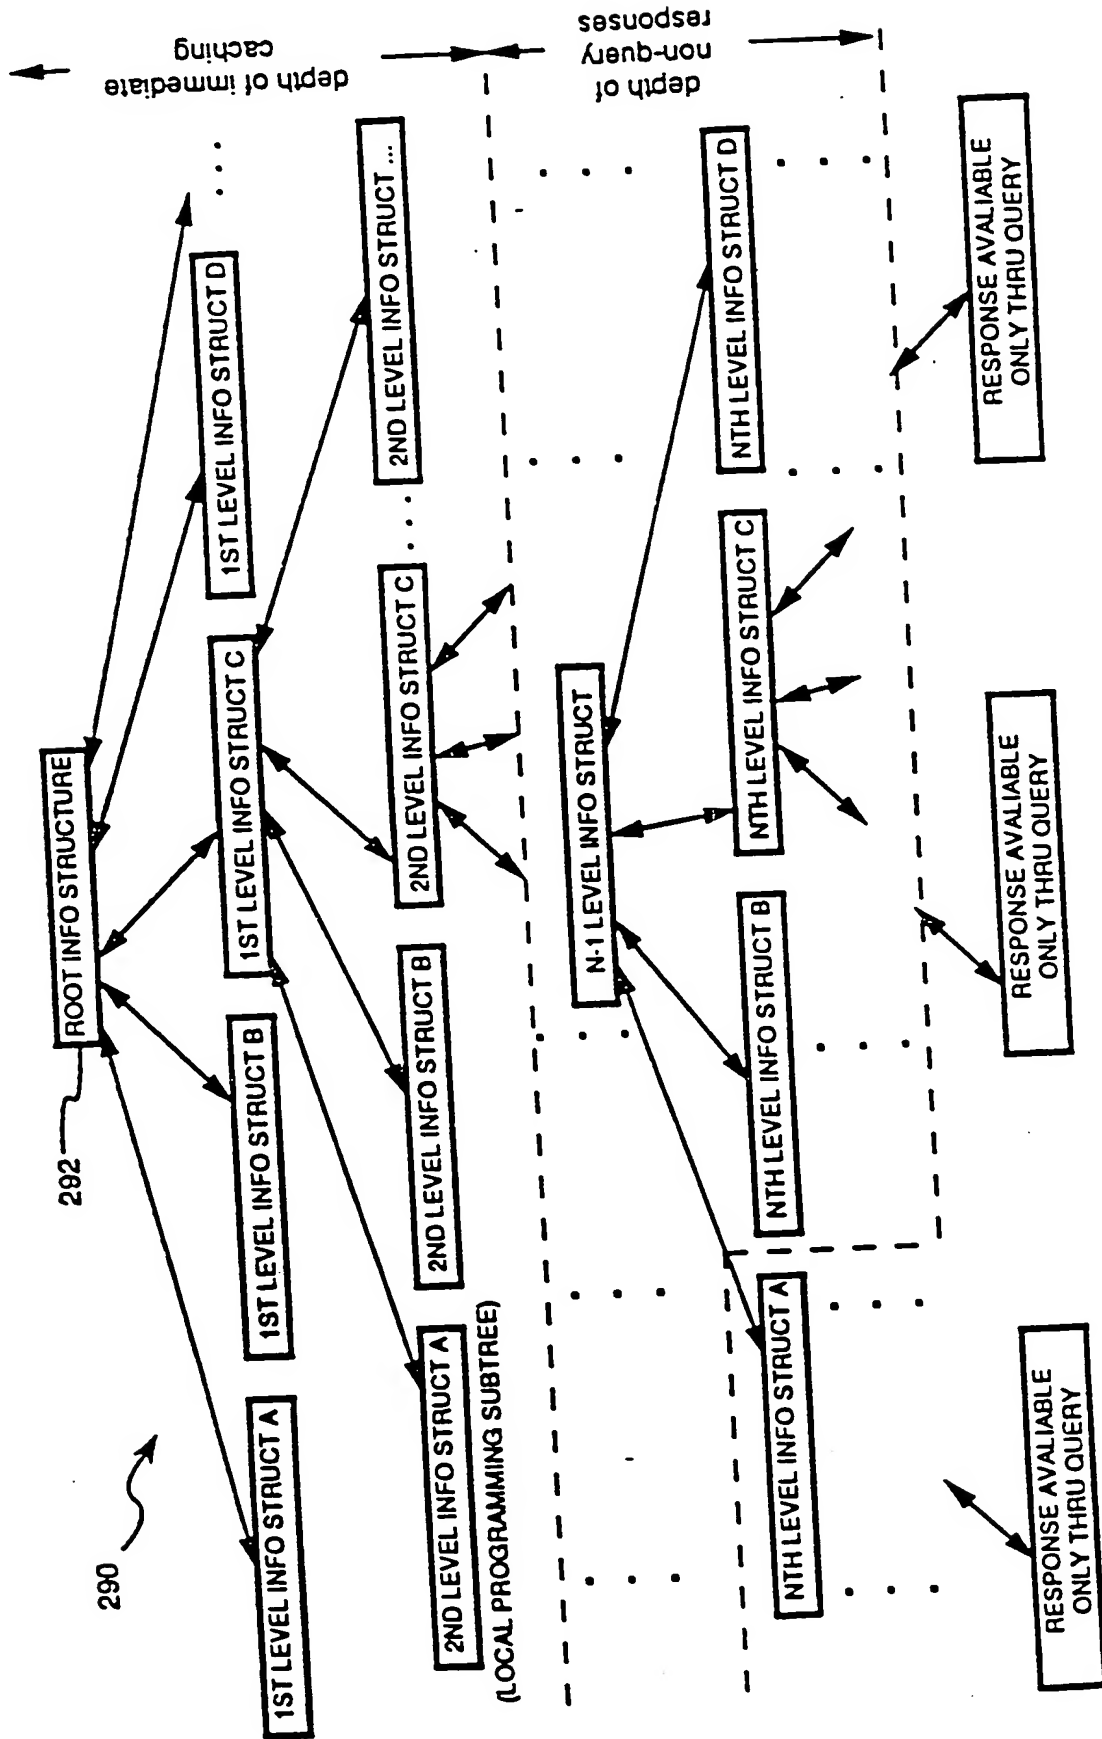 290
292
ROOT INFO STRUCTURE
depth of immediate
caching
1ST LEVEL INFO STRUCT A
1ST LEVEL INFO STRUCT B
1ST LEVEL INFO STRUCT C
1ST LEVEL INFO STRUCT D
...
2ND LEVEL INFO STRUCT A
(LOCAL PROGRAMMING SUBTREE)
2ND LEVEL INFO STRUCT B
2ND LEVEL INFO STRUCT C
...
2ND LEVEL INFO STRUCT ...
depth of
non-query
responses
N-1 LEVEL INFO STRUCT
NTH LEVEL INFO STRUCT A
NTH LEVEL INFO STRUCT B
NTH LEVEL INFO STRUCT C
NTH LEVEL INFO STRUCT D
RESPONSE AVALIABLE
ONLY THRU QUERY
RESPONSE AVALIABLE
ONLY THRU QUERY
RESPONSE AVALIABLE
ONLY THRU QUERY